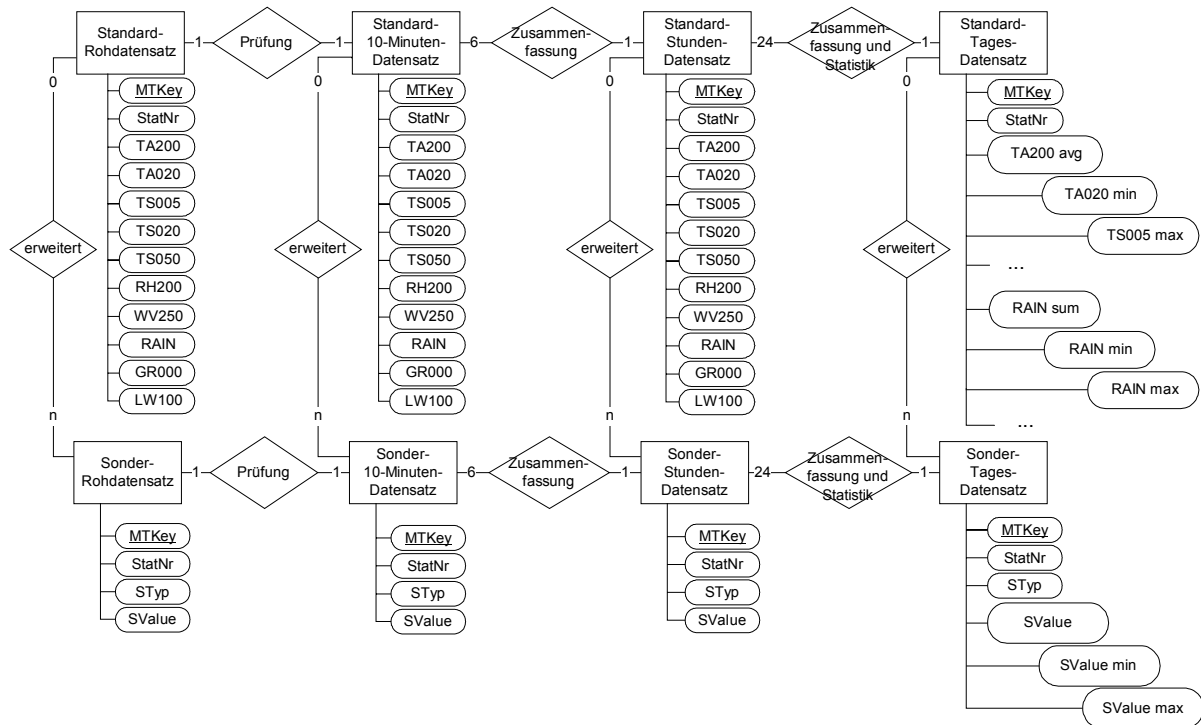 Standard-
Rohdatensatz
1
Prüfung
1
Standard-
10-Minuten-
Datensatz
6
Zusammen-
fassung
1
Standard-
Stunden-
Datensatz
24
Zusammen-
fassung und
Statistik
1
Standard-
Tages-
Datensatz
0
0
0
0
MTKey
StatNr
TA200
TA020
TS005
TS020
TS050
RH200
WV250
RAIN
GR000
LW100
MTKey
StatNr
TA200
TA020
TS005
TS020
TS050
RH200
WV250
RAIN
GR000
LW100
MTKey
StatNr
TA200
TA020
TS005
TS020
TS050
RH200
WV250
RAIN
GR000
LW100
MTKey
StatNr
TA200 avg
TA020 min
TS005 max
...
RAIN sum
RAIN min
RAIN max
...
erweitert
erweitert
erweitert
erweitert
n
n
n
n
Sonder-
Rohdatensatz
1
Prüfung
1
Sonder-
10-Minuten-
Datensatz
6
Zusammen-
fassung
1
Sonder-
Stunden-
Datensatz
24
Zusammen-
fassung und
Statistik
1
Sonder-
Tages-
Datensatz
MTKey
StatNr
STyp
SValue
MTKey
StatNr
STyp
SValue
MTKey
StatNr
STyp
SValue
MTKey
StatNr
STyp
SValue
SValue min
SValue max